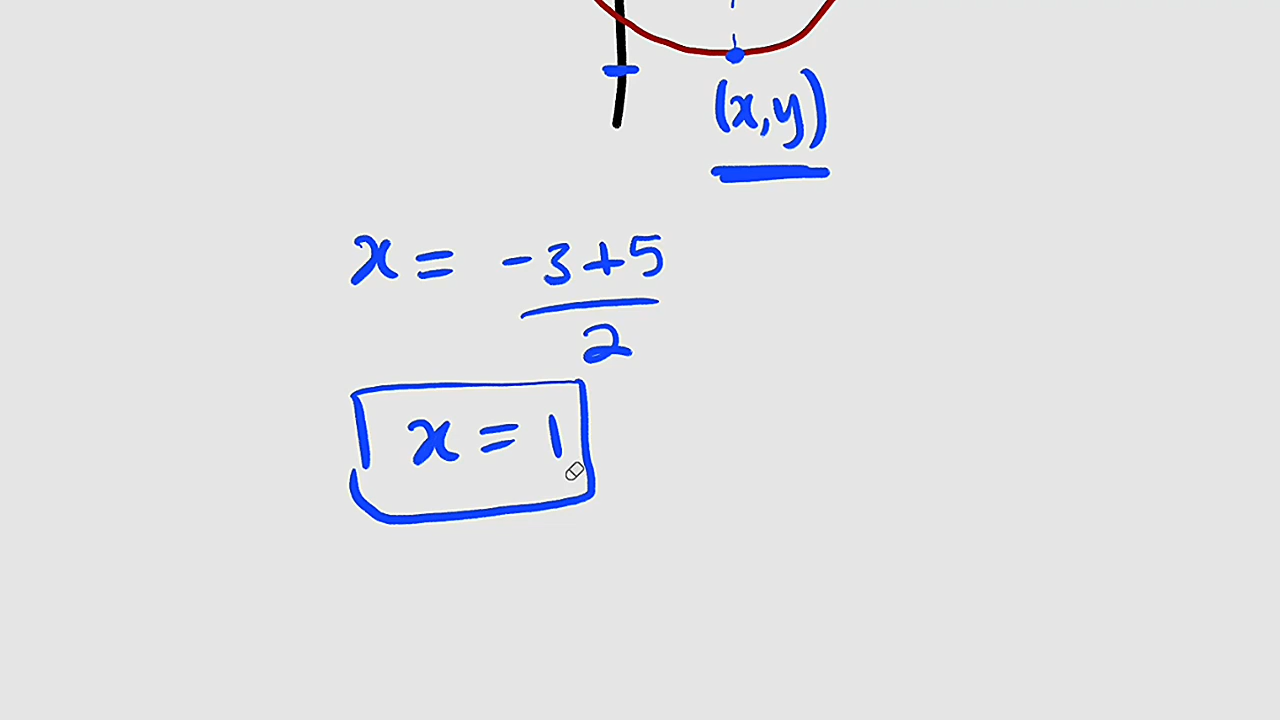 (x,y)
x = -3+5
2
x = 1